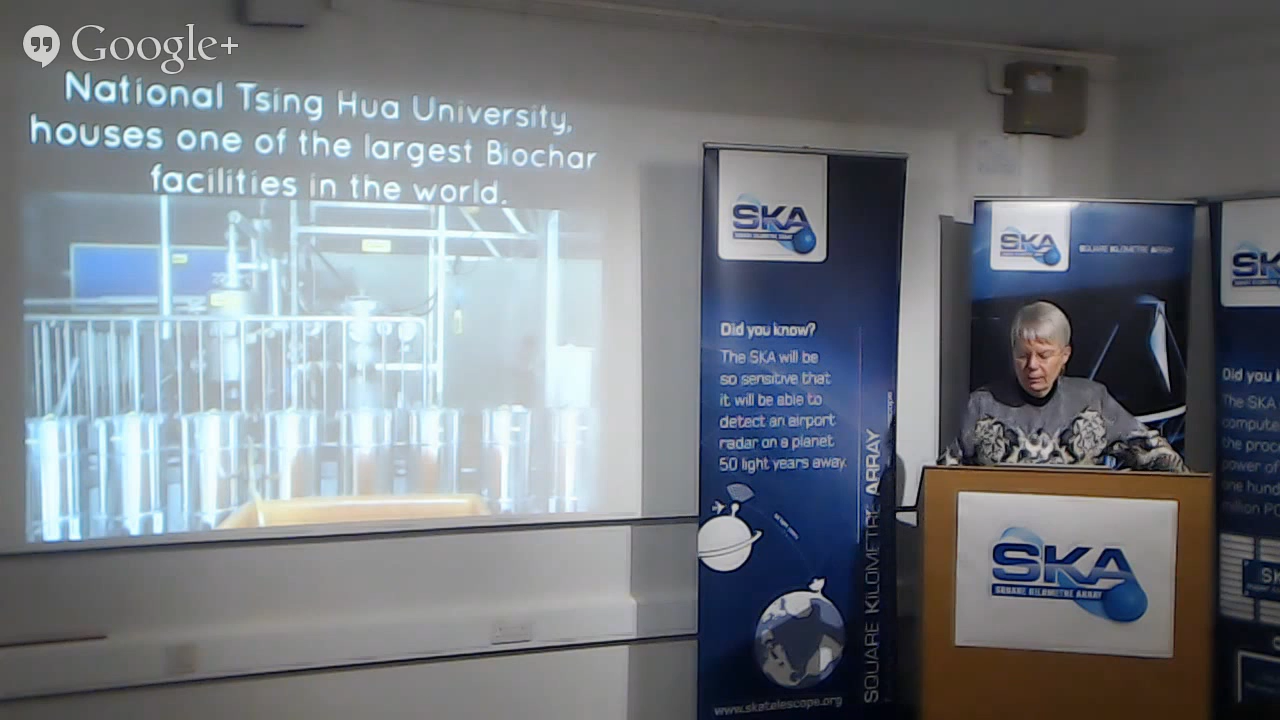 Google+
National Tsing Hua University,
houses one of the largest Biochar
facilities in the world.
SKA
SQUARE KILOMETRE ARRAY
Did you know?
The SKA will be
so sensitive that
it will be able to
detect an airport
radar on a planet
50 light years away.
SQUARE KILOMETRE ARRAY
www.skatelescope.org
SKA
SQUARE KILOMETRE ARRAY
SKA
SQUARE KILOMETRE ARRAY
SK
Did you k
The SKA
compute
the proc
power of
one hund
million PC
SK